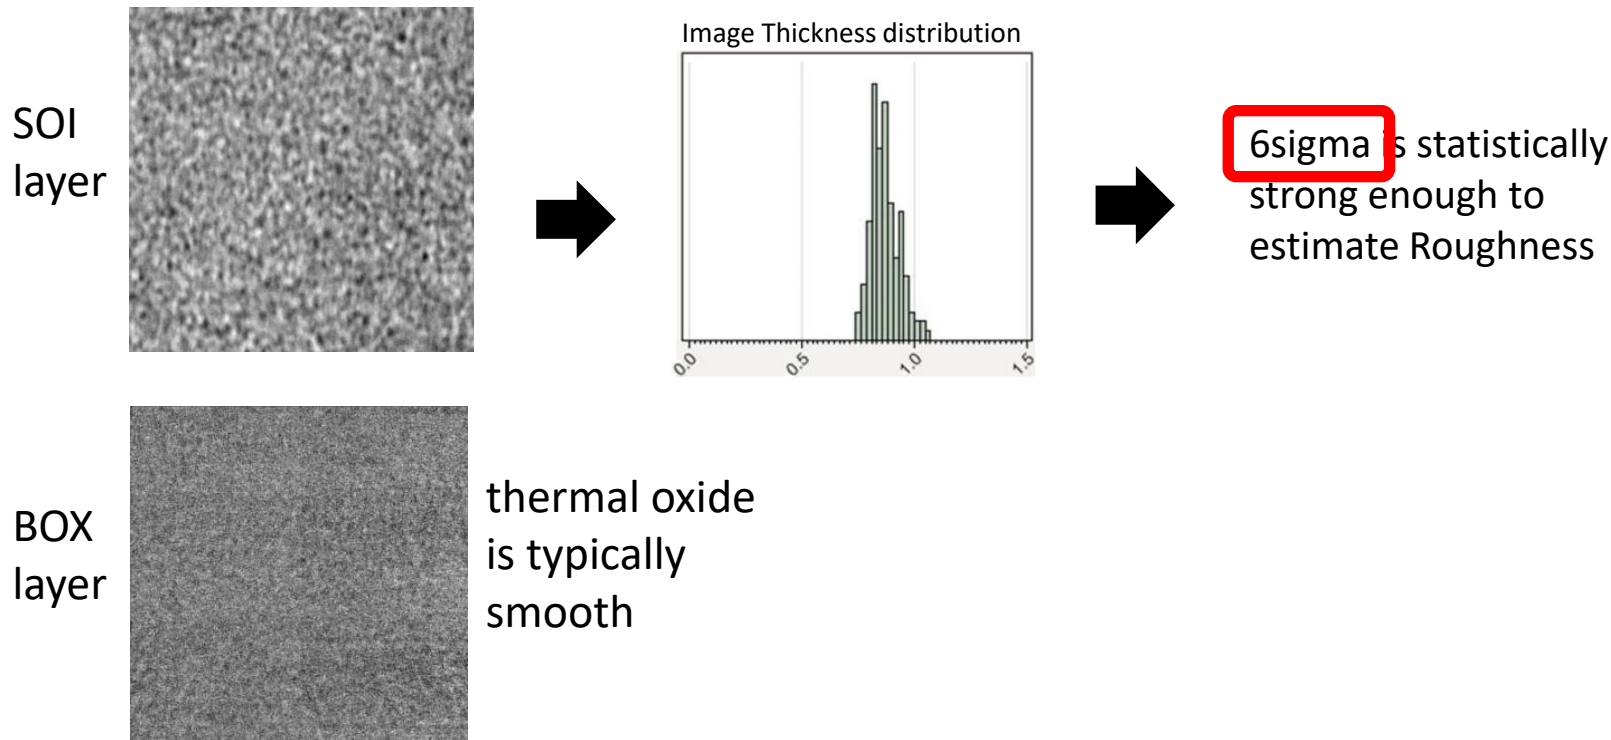 Image Thickness distribution
SOI
layer
6sigma is statistically
strong enough to
estimate Roughness
0.0
0.5
1.0
1.5
BOX
layer
thermal oxide
is typically
smooth